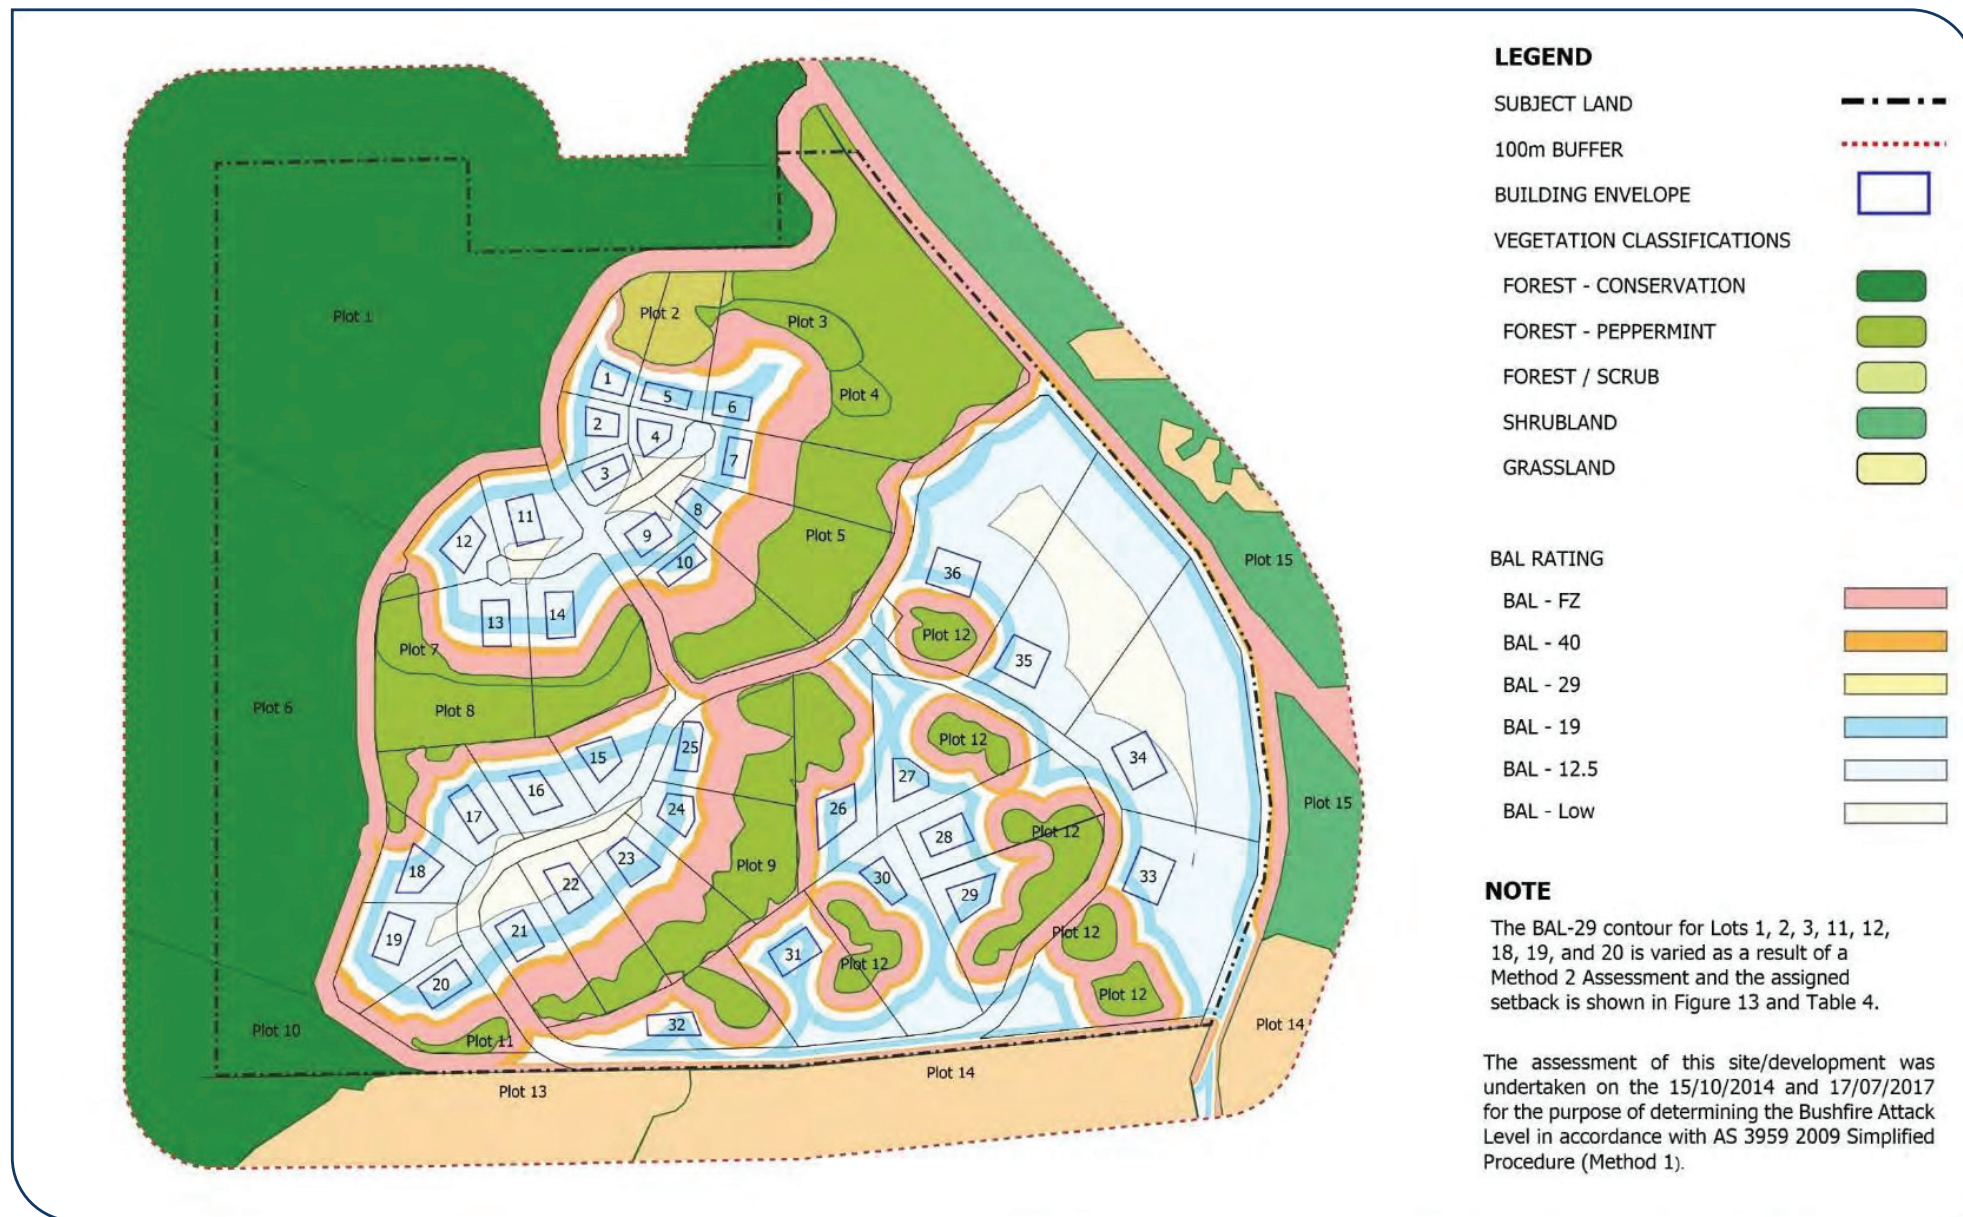 LEGEND
SUBJECT LAND
100m BUFFER
BUILDING ENVELOPE
VEGETATION CLASSIFICATIONS
FOREST - CONSERVATION
FOREST - PEPPERMINT
FOREST / SCRUB
SHRUBLAND
GRASSLAND
BAL RATING
BAL - FZ
BAL - 40
BAL - 29
BAL - 19
BAL - 12.5
BAL - Low
NOTE
The BAL-29 contour for Lots 1, 2, 3, 11, 12,
18, 19, and 20 is varied as a result of a
Method 2 Assessment and the assigned
setback is shown in Figure 13 and Table 4.
The assessment of this site/development was
undertaken on the 15/10/2014 and 17/07/2017
for the purpose of determining the Bushfire Attack
Level in accordance with AS 3959 2009 Simplified
Procedure (Method 1).
Plot 1
Plot 2
Plot 3
Plot 4
1
5
6
2
4
7
3
8
11
9
12
10
Plot 5
36
Plot 15
13
14
Plot 12
Plot 7
35
Plot 6
Plot 8
25
15
Plot 12
34
16
27
17
24
26
Plot 15
Plot 12
28
23
Plot 9
18
22
30
33
29
19
21
31
Plot 12
Plot 12
20
Plot 12
Plot 10
32
Plot 14
Plot 11
Plot 14
Plot 13